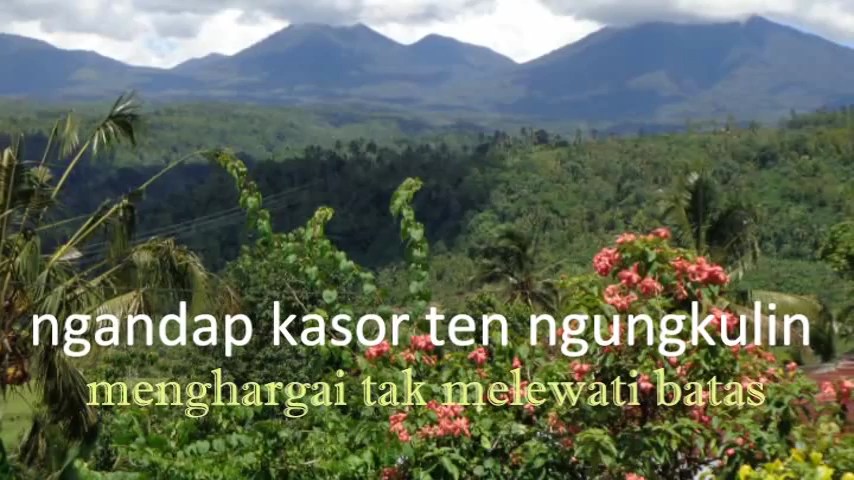 ngandap kasor ten ngungkulin
menghargai tak melewati batas